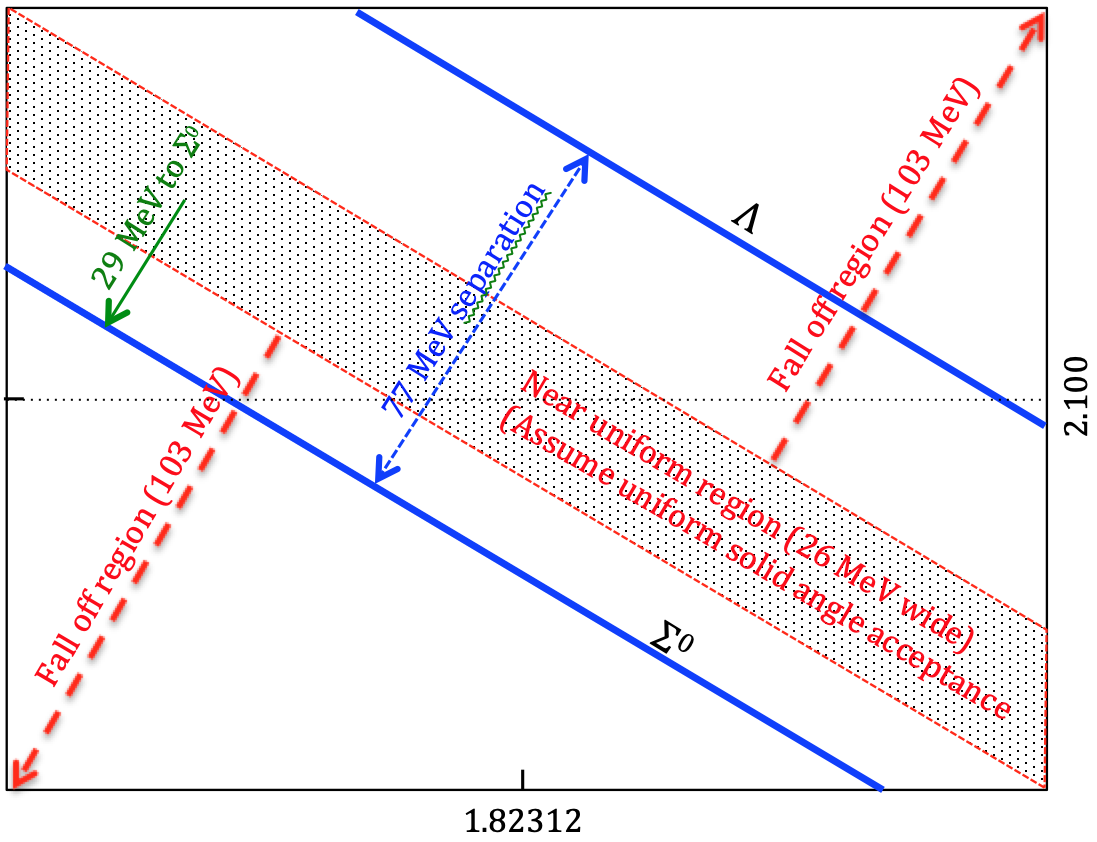 Λ
Fall off region (103 MeV)
29 MeV to Σ⁰
77 MeV separation
2.100
Near uniform region (26 MeV wide)
(Assume uniform solid angle acceptance
Fall off region (103 MeV)
Σ⁰
1.82312